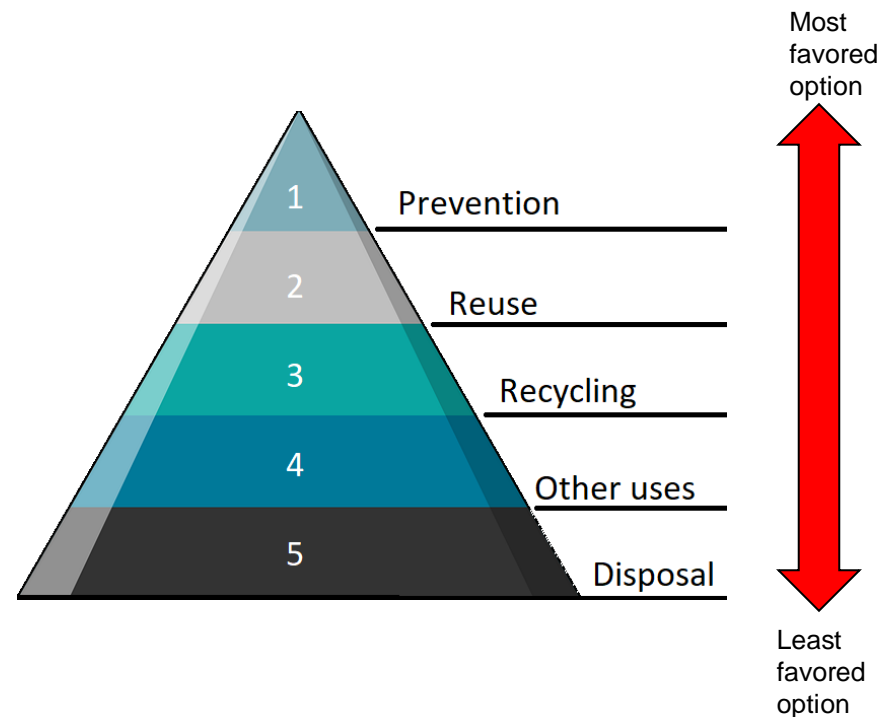 Most
favored
option
1
Prevention
2
Reuse
3
Recycling
4
Other uses
5
Disposal
Least
favored
option